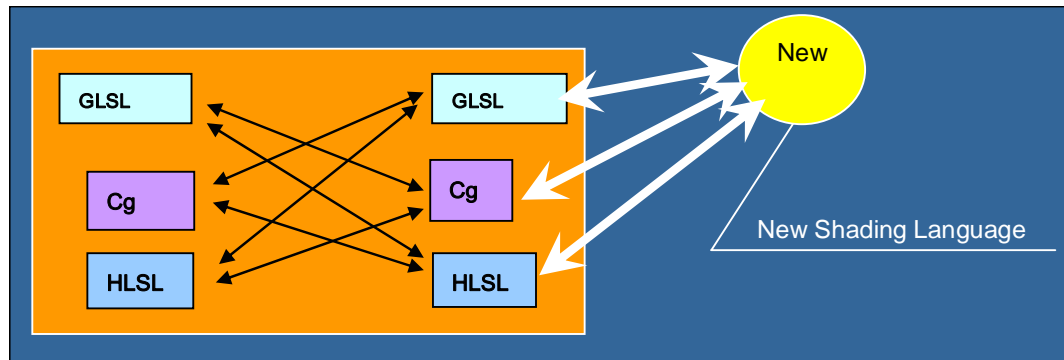 New
GLSL
GLSL
Cg
Cg
New Shading Language
HLSL
HLSL